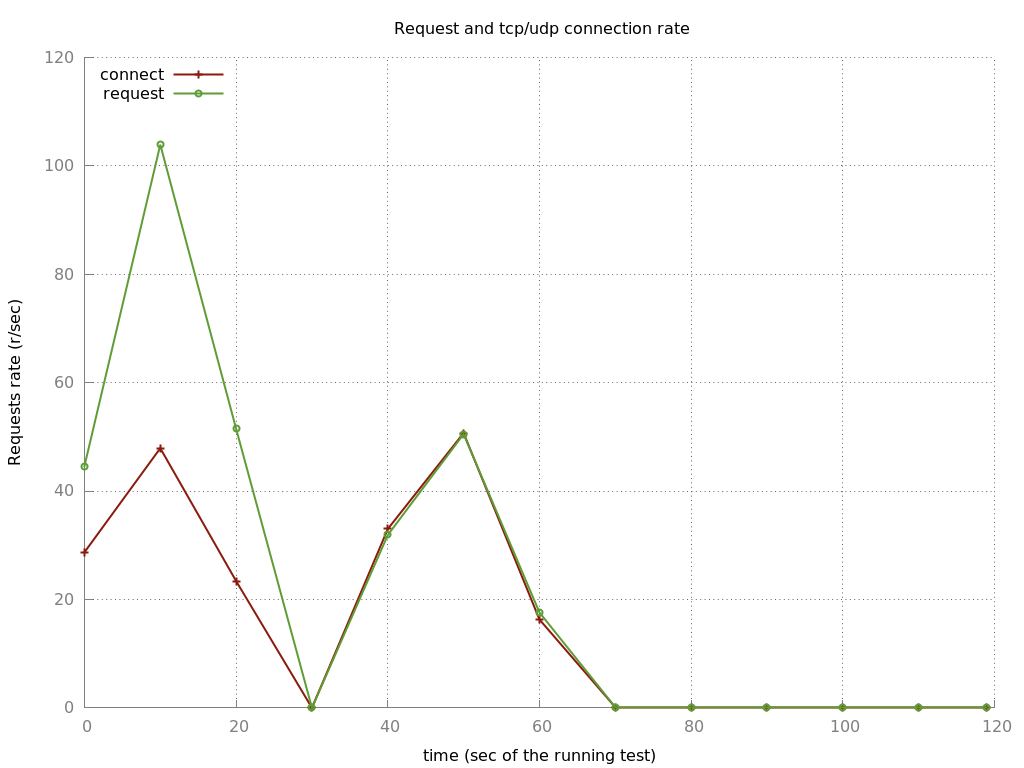 Request and tcp/udp connection rate
120
connect
request
100
80
60
40
20
0
Requests rate (r/sec)
0 20 40 60 80 100 120
time (sec of the running test)